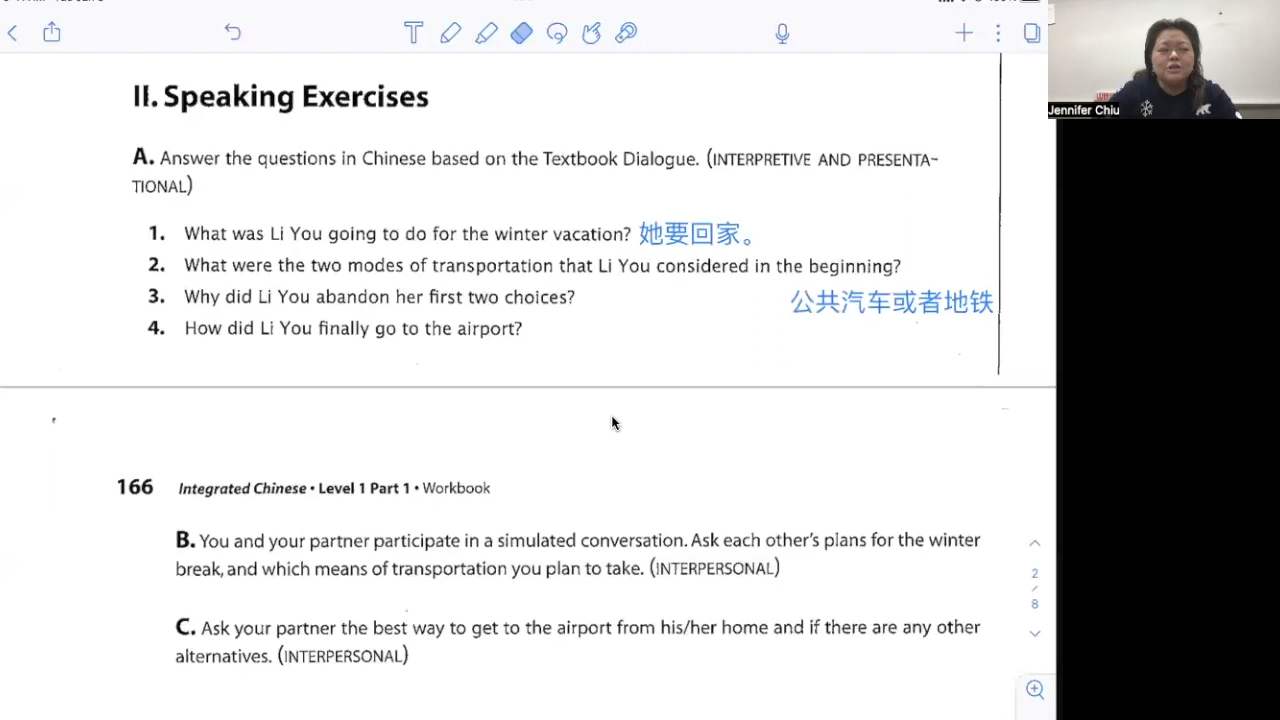 Jennifer Chiu
II. Speaking Exercises
A. Answer the questions in Chinese based on the Textbook Dialogue. (INTERPRETIVE AND PRESENTA-
TIONAL)
1. What was Li You going to do for the winter vacation? 她要回家。
2. What were the two modes of transportation that Li You considered in the beginning?
公共汽车或者地铁
3. Why did Li You abandon her first two choices?
4. How did Li You finally go to the airport?
166 Integrated Chinese • Level 1 Part 1 • Workbook
B. You and your partner participate in a simulated conversation. Ask each other's plans for the winter
break, and which means of transportation you plan to take. (INTERPERSONAL)
C. Ask your partner the best way to get to the airport from his/her home and if there are any other
alternatives. (INTERPERSONAL)
2
/
8